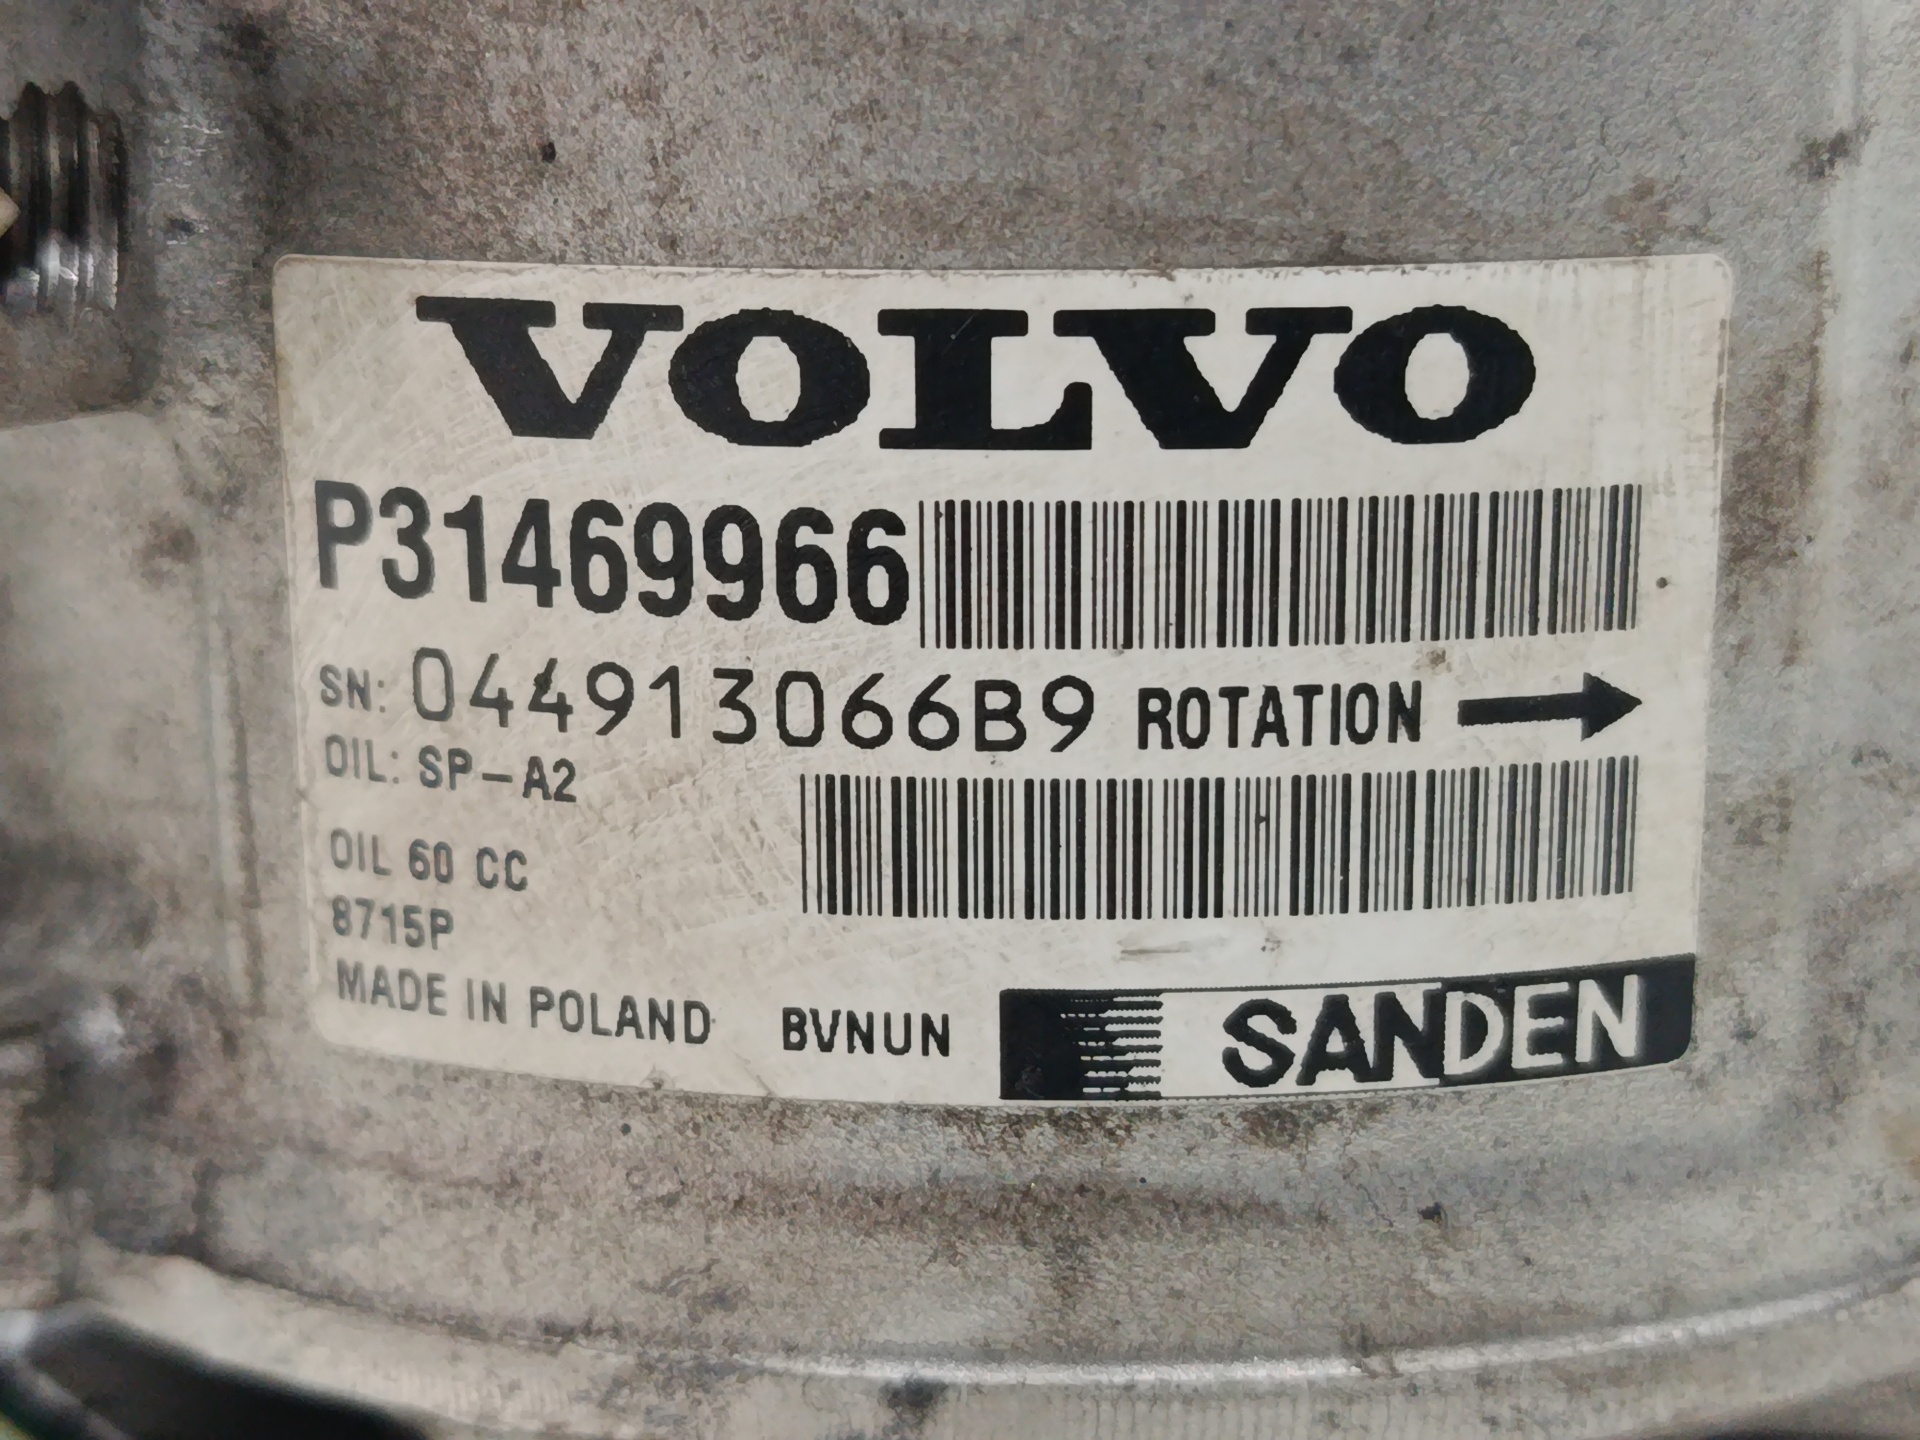 VOLVO
P31469966
SN: 044913066B9 ROTATION
OIL: SP-A2
OIL 60 CC
8715P
MADE IN POLAND BVNUN SANDEN